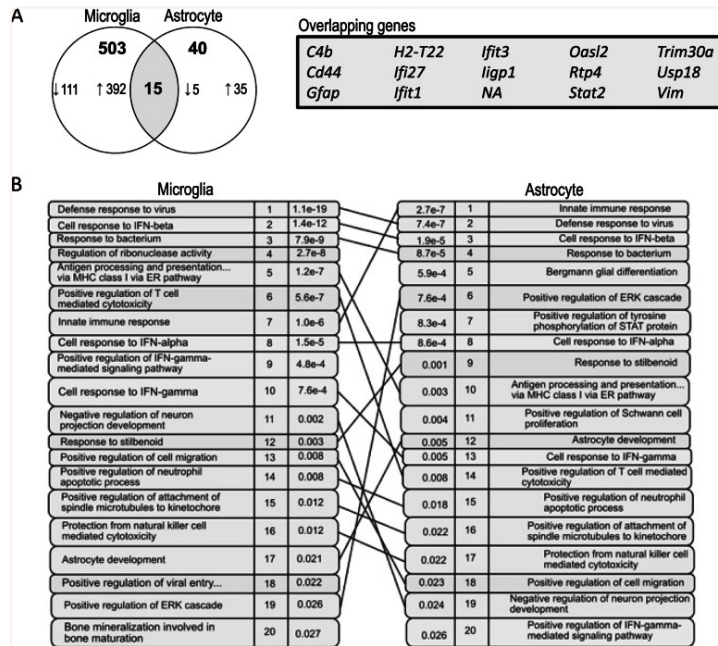 A
Microglia
Astrocyte
503
40
↓111
↑392
15
↓5
↑35
Overlapping genes
C4b H2-T22 Ifit3 Oasl2 Trim30a
Cd44 Ifi27 Iigp1 Rtp4 Usp18
Gfap Ifit1 NA Stat2 Vim
B
Microglia
Defense response to virus 1 1.1e-19
Cell response to IFN-beta 2 1.4e-12
Response to bacterium 3 7.9e-9
Regulation of ribonuclease activity 4 2.7e-8
Antigen processing and presentation...
via MHC class I via ER pathway 5 1.2e-7
Positive regulation of T cell
mediated cytotoxicity 6 5.6e-7
Innate immune response 7 1.0e-6
Cell response to IFN-alpha 8 1.5e-5
Positive regulation of IFN-gamma-
mediated signaling pathway 9 4.8e-4
Cell response to IFN-gamma 10 7.6e-4
Negative regulation of neuron
projection development 11 0.002
Response to stilbenoid 12 0.003
Positive regulation of cell migration 13 0.008
Positive regulation of neutrophil
apoptotic process 14 0.008
Positive regulation of attachment of
spindle microtubules to kinetochore 15 0.012
Protection from natural killer cell
mediated cytotoxicity 16 0.012
Astrocyte development 17 0.021
Positive regulation of viral entry... 18 0.022
Positive regulation of ERK cascade 19 0.026
Bone mineralization involved in
bone maturation 20 0.027
Astrocyte
2.7e-7 1 Innate immune response
7.4e-7 2 Defense response to virus
1.9e-5 3 Cell response to IFN-beta
8.7e-5 4 Response to bacterium
5.9e-4 5 Bergmann glial differentiation
7.6e-4 6 Positive regulation of ERK cascade
8.3e-4 7 Positive regulation of tyrosine
phosphorylation of STAT protein
8.6e-4 8 Cell response to IFN-alpha
0.001 9 Response to stilbenoid
0.003 10 Antigen processing and presentation...
via MHC class I via ER pathway
0.004 11 Positive regulation of Schwann cell
proliferation
0.005 12 Astrocyte development
0.005 13 Cell response to IFN-gamma
0.008 14 Positive regulation of T cell mediated
cytotoxicity
0.018 15 Positive regulation of neutrophil
apoptotic process
0.022 16 Positive regulation of attachment of
spindle microtubules to kinetochore
0.022 17 Protection from natural killer cell
mediated cytotoxicity
0.023 18 Positive regulation of cell migration
0.024 19 Negative regulation of neuron projection
development
0.026 20 Positive regulation of IFN-gamma-
mediated signaling pathway